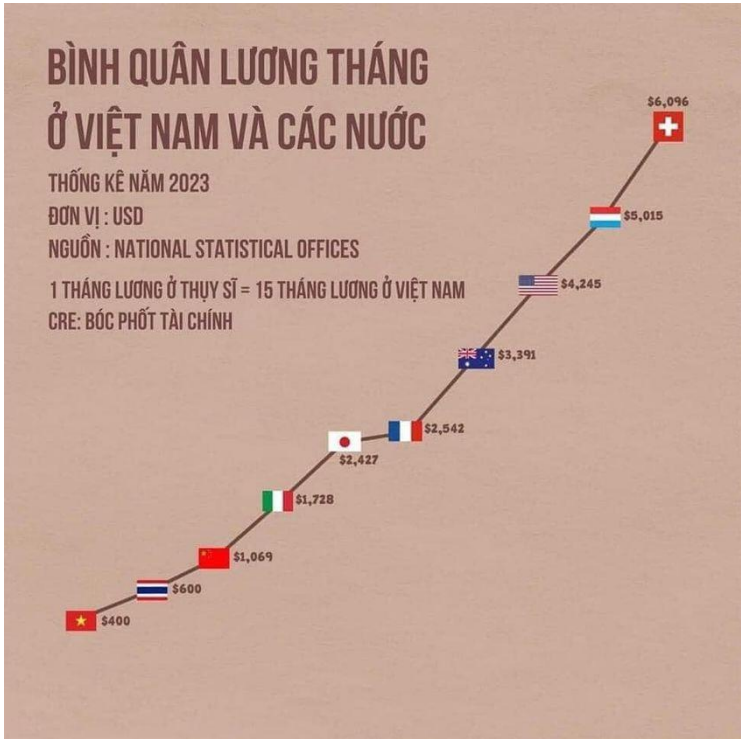 BÌNH QUÂN LƯƠNG THÁNG
Ở VIỆT NAM VÀ CÁC NƯỚC
THỐNG KÊ NĂM 2023
ĐƠN VỊ : USD
NGUỒN : NATIONAL STATISTICAL OFFICES
1 THÁNG LƯƠNG Ở THỤY SĨ = 15 THÁNG LƯƠNG Ở VIỆT NAM
CRE: BÓC PHỐT TÀI CHÍNH
$6,096
$5,015
$4,245
$3,391
$2,542
$2,427
$1,728
$1,069
$600
$400